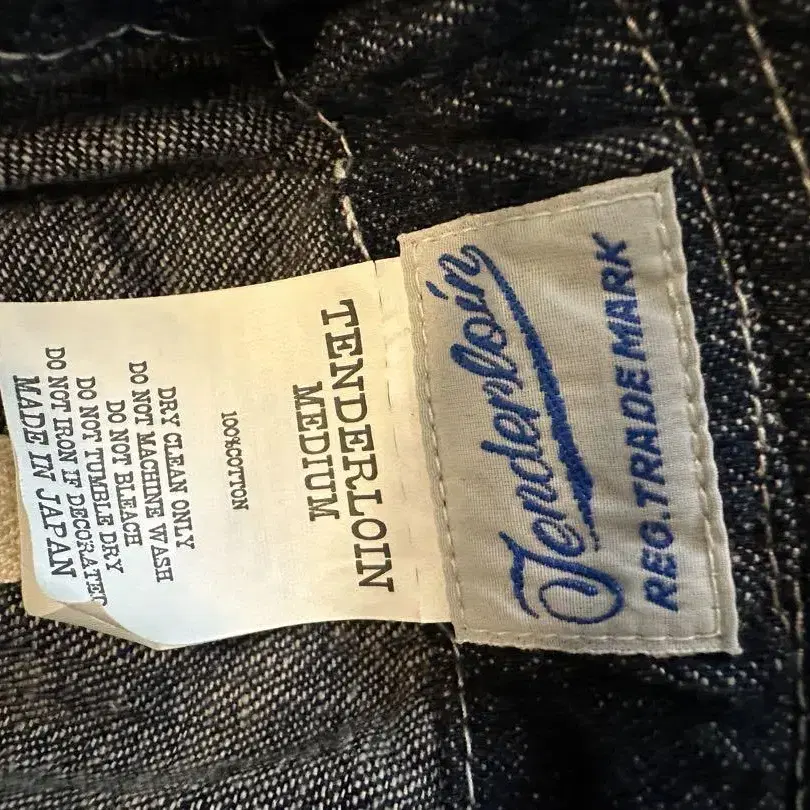 Tenderloin
REG. TRADE MARK
TENDERLOIN
MEDIUM
100%COTTON
DRY CLEAN ONLY
DO NOT MACHINE WASH
DO NOT BLEACH
DO NOT TUMBLE DRY
DO NOT IRON IF DECORATED
MADE IN JAPAN